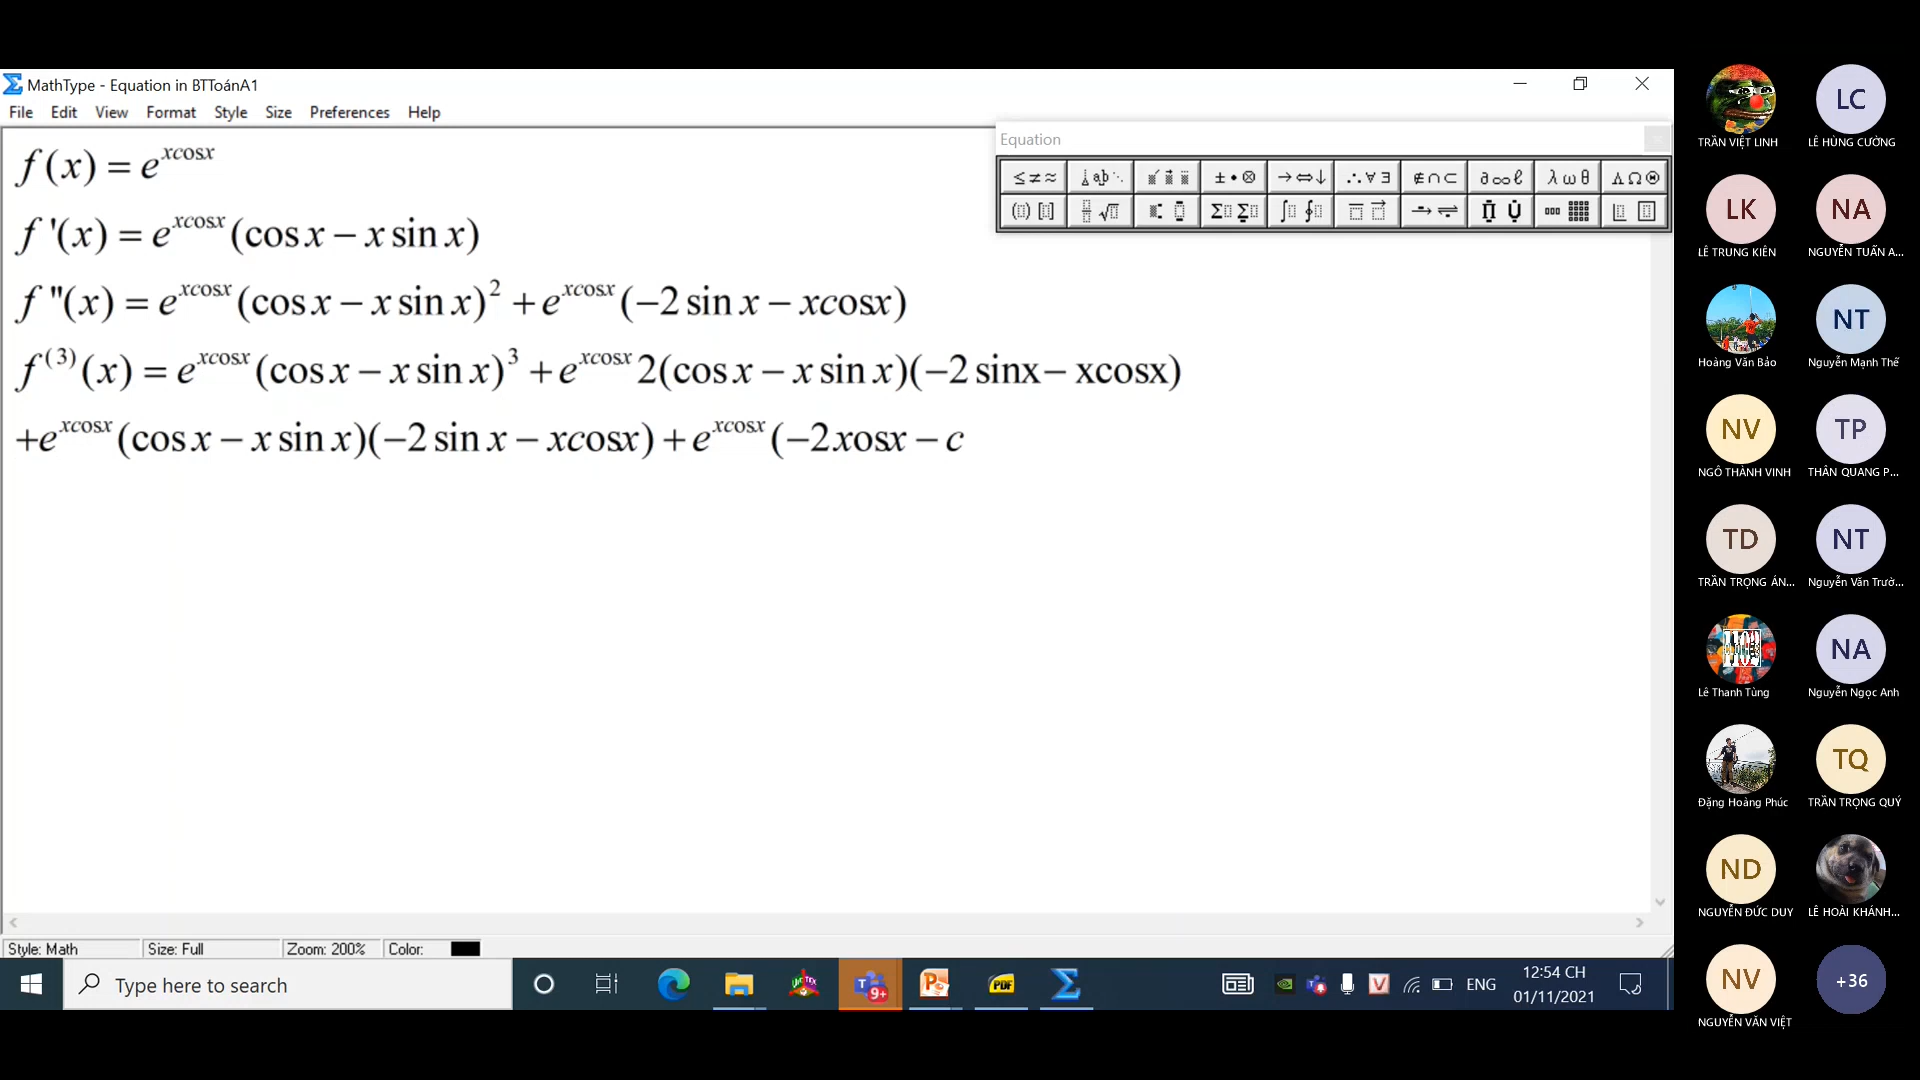 MathType - Equation in BTToánA1
File Edit View Format Style Size Preferences Help
Equation
≤≠≈ ±•⊗ →⇔↓ ∴∀∃ ∉∩⊂ ∂∞ℓ λωθ ΛΩ⊛
f(x) = e^{xcosx}
f'(x) = e^{xcosx}(cos x − x sin x)
f''(x) = e^{xcosx}(cos x − x sin x)² + e^{xcosx}(−2 sin x − xcosx)
f^{(3)}(x) = e^{xcosx}(cos x − x sin x)³ + e^{xcosx}2(cos x − x sin x)(−2 sinx − xcosx)
+e^{xcosx}(cos x − x sin x)(−2 sin x − xcosx) + e^{xcosx}(−2xosx − c
Style: Math Size: Full Zoom: 200% Color:
Type here to search
9+
PDF
V
ENG
12:54 CH
01/11/2021
TRẦN VIỆT LINH
LC
LÊ HÙNG CƯỜNG
LK
LÊ TRUNG KIÊN
NA
NGUYỄN TUẤN A...
Hoàng Văn Bảo
NT
Nguyễn Mạnh Thế
NV
NGÔ THÀNH VINH
TP
THÂN QUANG P...
TD
TRẦN TRỌNG ÁN...
NT
Nguyễn Văn Trườ...
Lê Thanh Tùng
NA
Nguyễn Ngọc Anh
Đặng Hoàng Phúc
TQ
TRẦN TRỌNG QUÝ
ND
NGUYỄN ĐỨC DUY
LÊ HOÀI KHÁNH...
NV
NGUYỄN VĂN VIỆT
+36